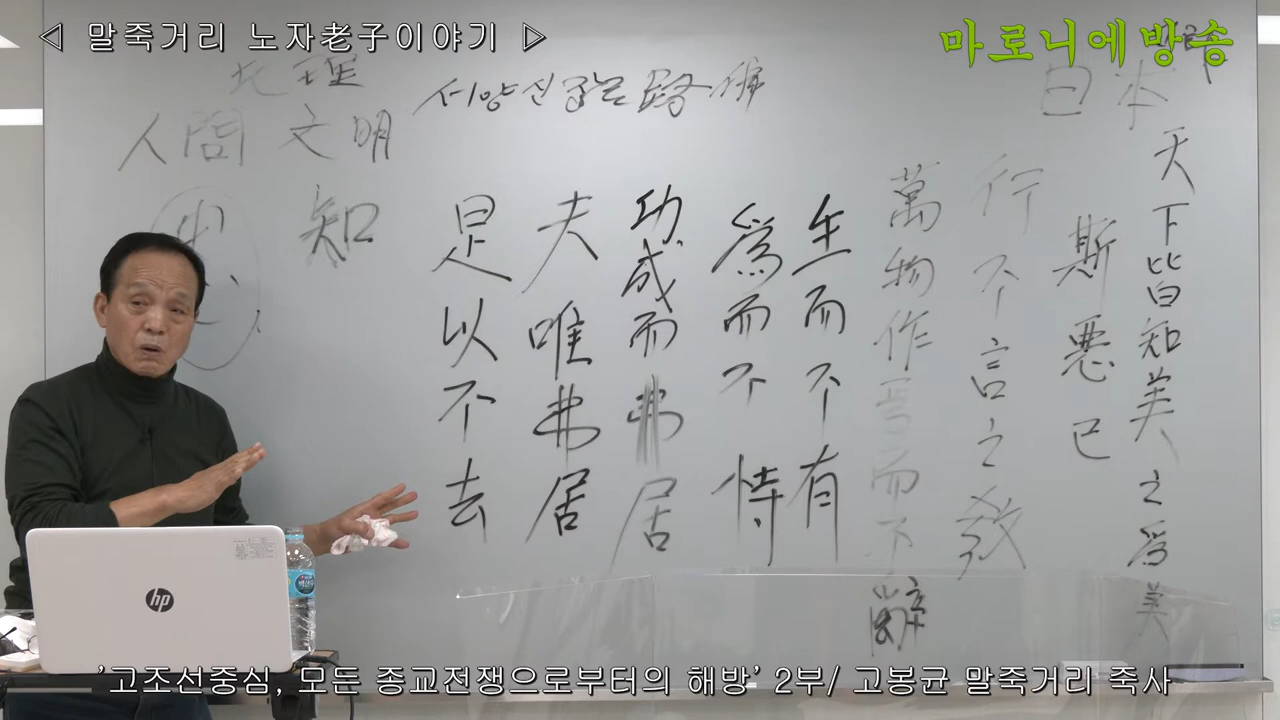 ◁ 말죽거리 노자老子이야기 ▷
마로니에방송
日本
天下皆知美之爲美
斯惡已
行不言之敎
萬物作焉而不辭
生而不有
爲而不恃
功成而弗居
夫唯弗居
是以不去
文明
知
人間
hp
'고조선중심, 모든 종교전쟁으로부터의 해방' 2부/ 고봉균 말죽거리 죽사